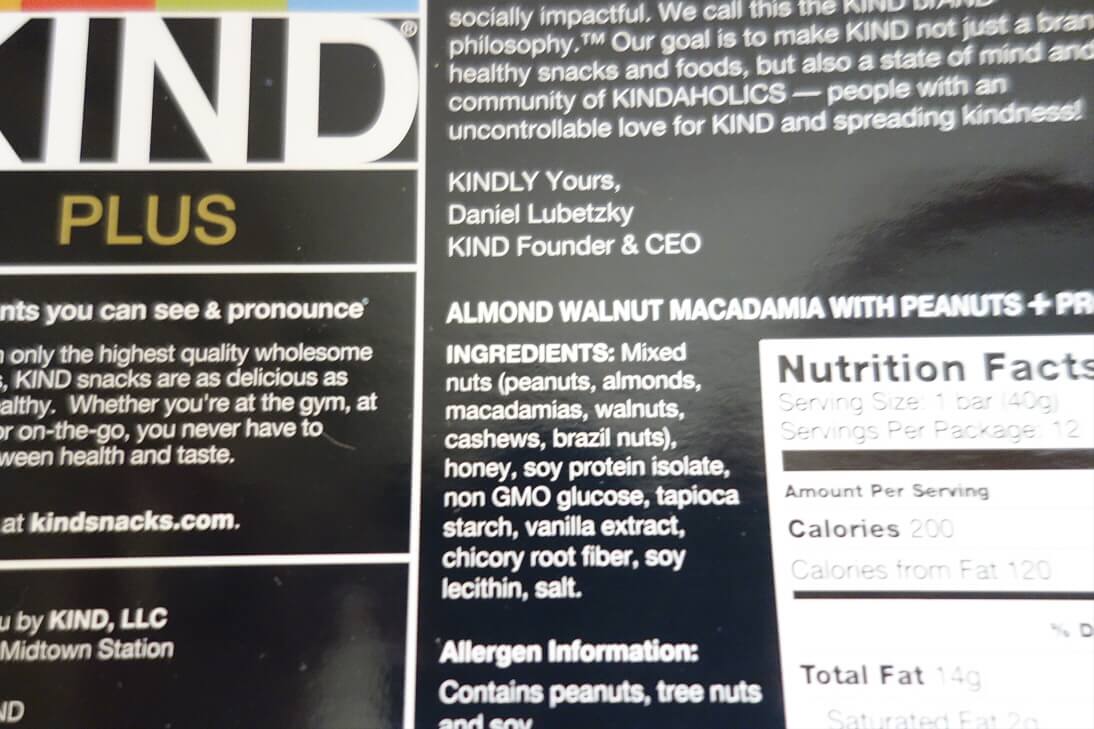 KIND®
PLUS
nts you can see & pronounce
only the highest quality wholesome
, KIND snacks are as delicious as
althy. Whether you're at the gym, at
or on-the-go, you never have to
ween health and taste.
at kindsnacks.com.
u by KIND, LLC
Midtown Station
ND
socially impactful. We call this the KIND
philosophy.™ Our goal is to make KIND not just a bran
healthy snacks and foods, but also a state of mind and
community of KINDAHOLICS — people with an
uncontrollable love for KIND and spreading kindness!
KINDLY Yours,
Daniel Lubetzky
KIND Founder & CEO
ALMOND WALNUT MACADAMIA WITH PEANUTS + PR
INGREDIENTS: Mixed
nuts (peanuts, almonds,
macadamias, walnuts,
cashews, brazil nuts),
honey, soy protein isolate,
non GMO glucose, tapioca
starch, vanilla extract,
chicory root fiber, soy
lecithin, salt.
Allergen Information:
Contains peanuts, tree nuts
and soy
Nutrition Facts
Serving Size: 1 bar (40g)
Servings Per Package: 12
Amount Per Serving
Calories 200
Calories from Fat 120
% D
Total Fat 14g
Saturated Fat 2g